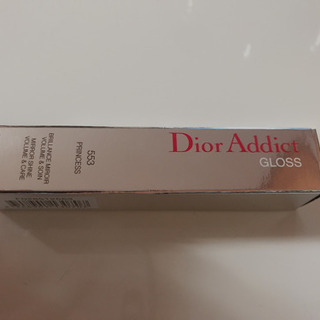 Dior Addict
GLOSS
553
PRINCESS
BRILLANCE MIROIR
VOLUME & SOIN
MIRROR SHINE
VOLUME & CARE